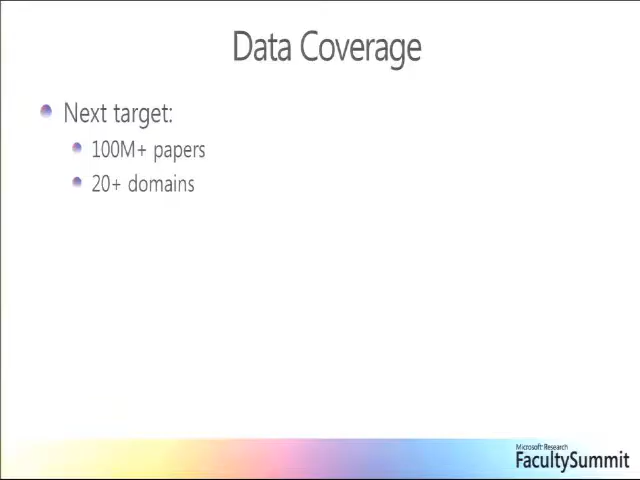 Data Coverage
Next target:
100M+ papers
20+ domains
Microsoft Research
FacultySummit